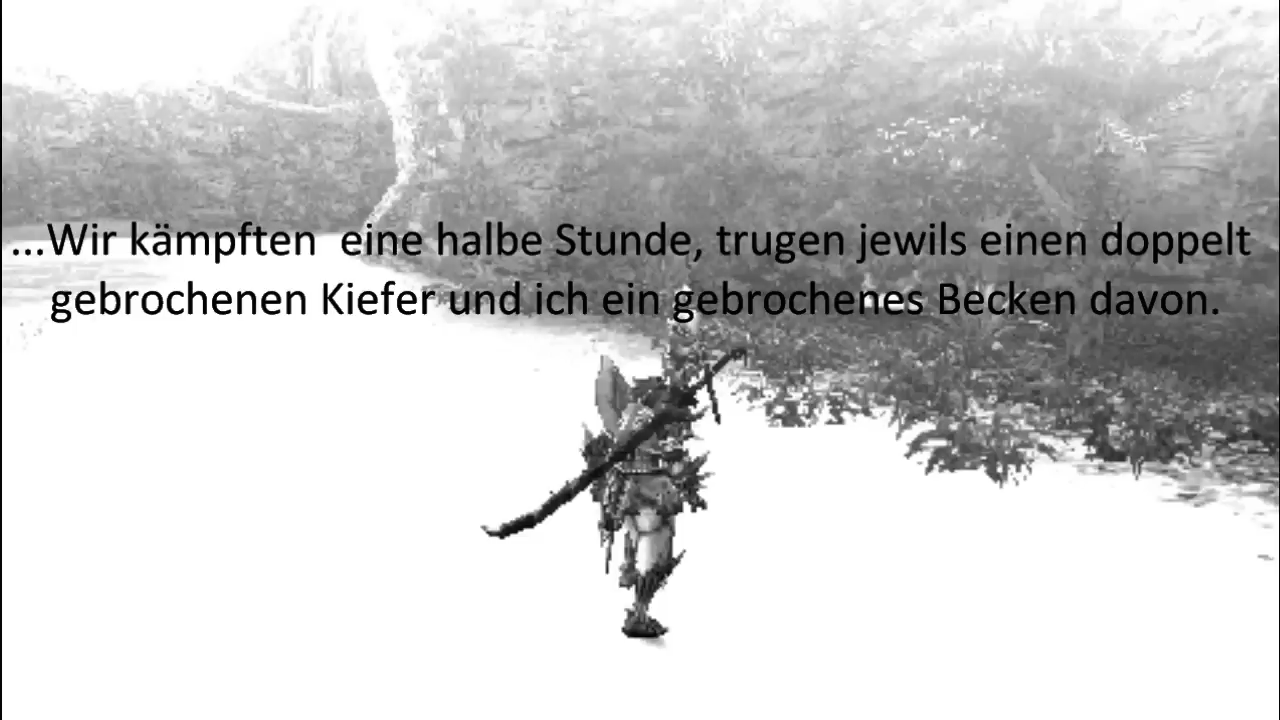 ...Wir kämpften  eine halbe Stunde, trugen jewils einen doppelt
gebrochenen Kiefer und ich ein gebrochenes Becken davon.